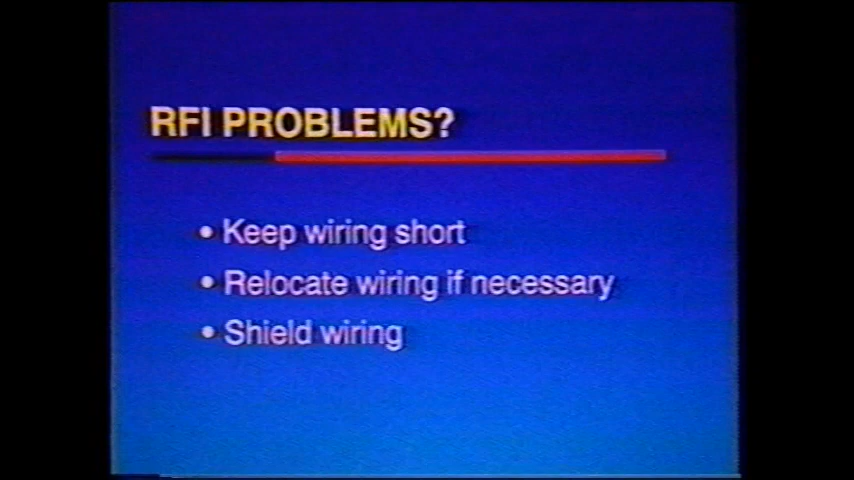 RFI PROBLEMS?
• Keep wiring short
• Relocate wiring if necessary
• Shield wiring